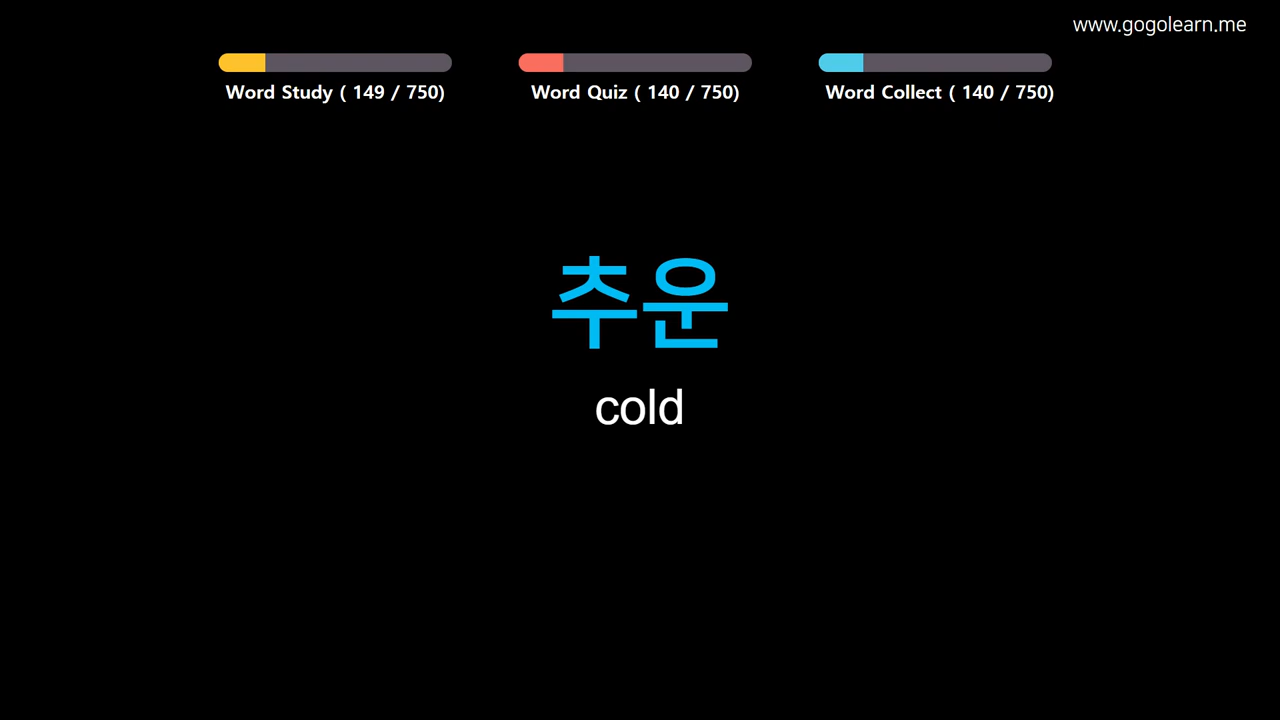 www.gogolearn.me
Word Study ( 149 / 750)
Word Quiz ( 140 / 750)
Word Collect ( 140 / 750)
추운
cold